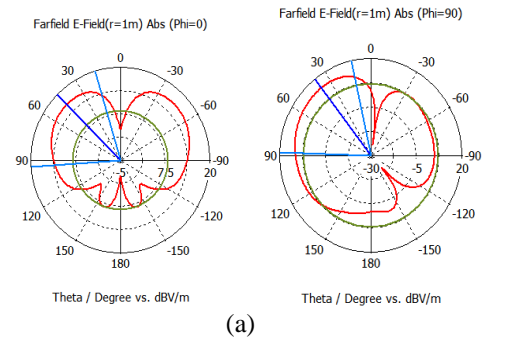 Farfield E-Field(r=1m) Abs (Phi=0)
0
30 -30
60 -60
90 -5 7.5 20 -90
120 -120
150 -150
180
Theta / Degree vs. dBV/m
Farfield E-Field(r=1m) Abs (Phi=90)
0
30 -30
60 -60
90 -30 -5 20 -90
120 -120
150 -150
180
Theta / Degree vs. dBV/m
(a)